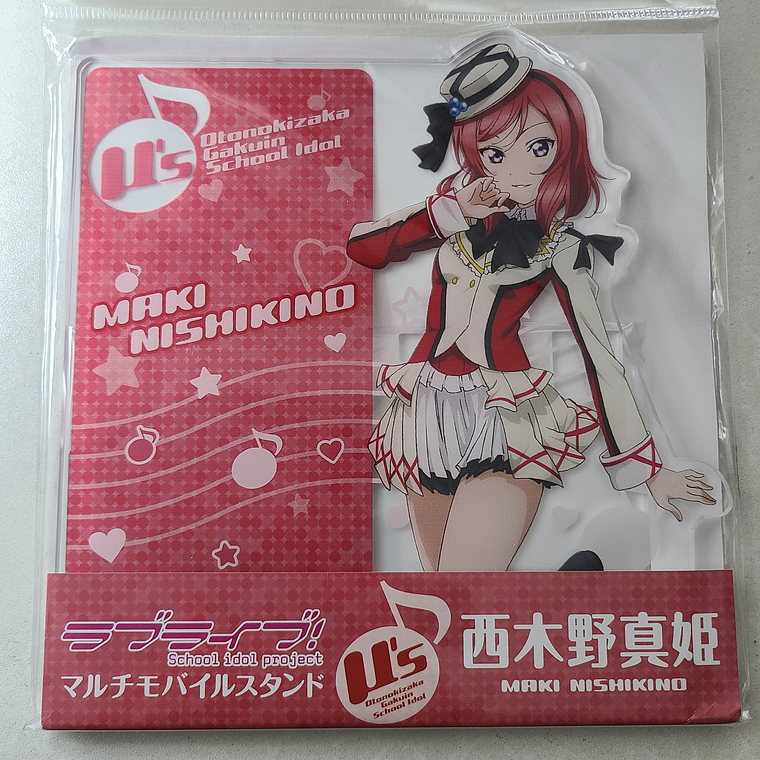 μ's
Otonokizaka
Gakuin
School Idol
MAKI
NISHIKINO
ラブライブ!
School idol project
マルチモバイルスタンド
μ's
Otonokizaka
Gakuin
School Idol
西木野真姫
MAKI NISHIKINO